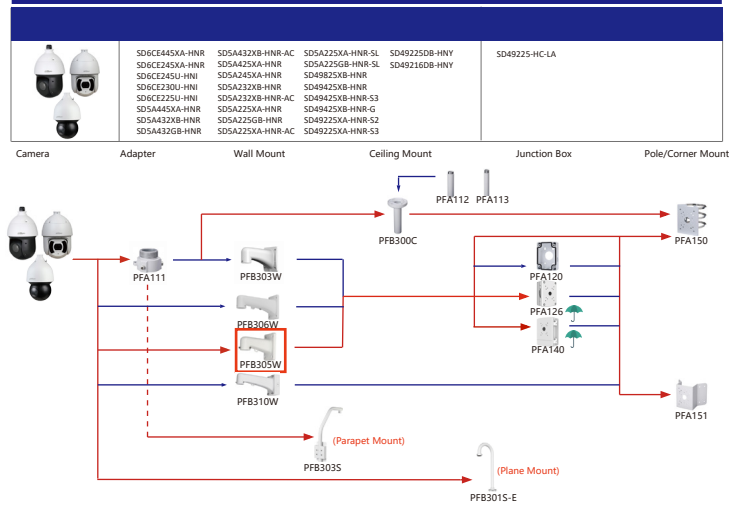 SD6CE445XA-HNR SD5A432XB-HNR-AC SD5A225XA-HNR-SL SD49225DB-HNY SD49225-HC-LA
SD6CE245XA-HNR SD5A425XA-HNR SD5A225GB-HNR-SL SD49216DB-HNY
SD6CE245U-HNI SD5A245XA-HNR SD49825XB-HNR
SD6CE230U-HNI SD5A232XB-HNR SD49425XB-HNR
SD6CE225U-HNI SD5A232XB-HNR-AC SD49425XB-HNR-S3
SD5A445XA-HNR SD5A225XA-HNR SD49425XB-HNR-G
SD5A432XB-HNR SD5A225GB-HNR SD49225XA-HNR-S2
SD5A432GB-HNR SD5A225XA-HNR-AC SD49225XA-HNR-S3
Camera Adapter Wall Mount Ceiling Mount Junction Box Pole/Corner Mount
PFA112 PFA113
PFB300C
PFA150
PFA111
PFB303W
PFA120
PFB306W
PFA126
PFB305W
PFA140
PFB310W
PFA151
(Parapet Mount)
PFB303S
(Plane Mount)
PFB301S-E